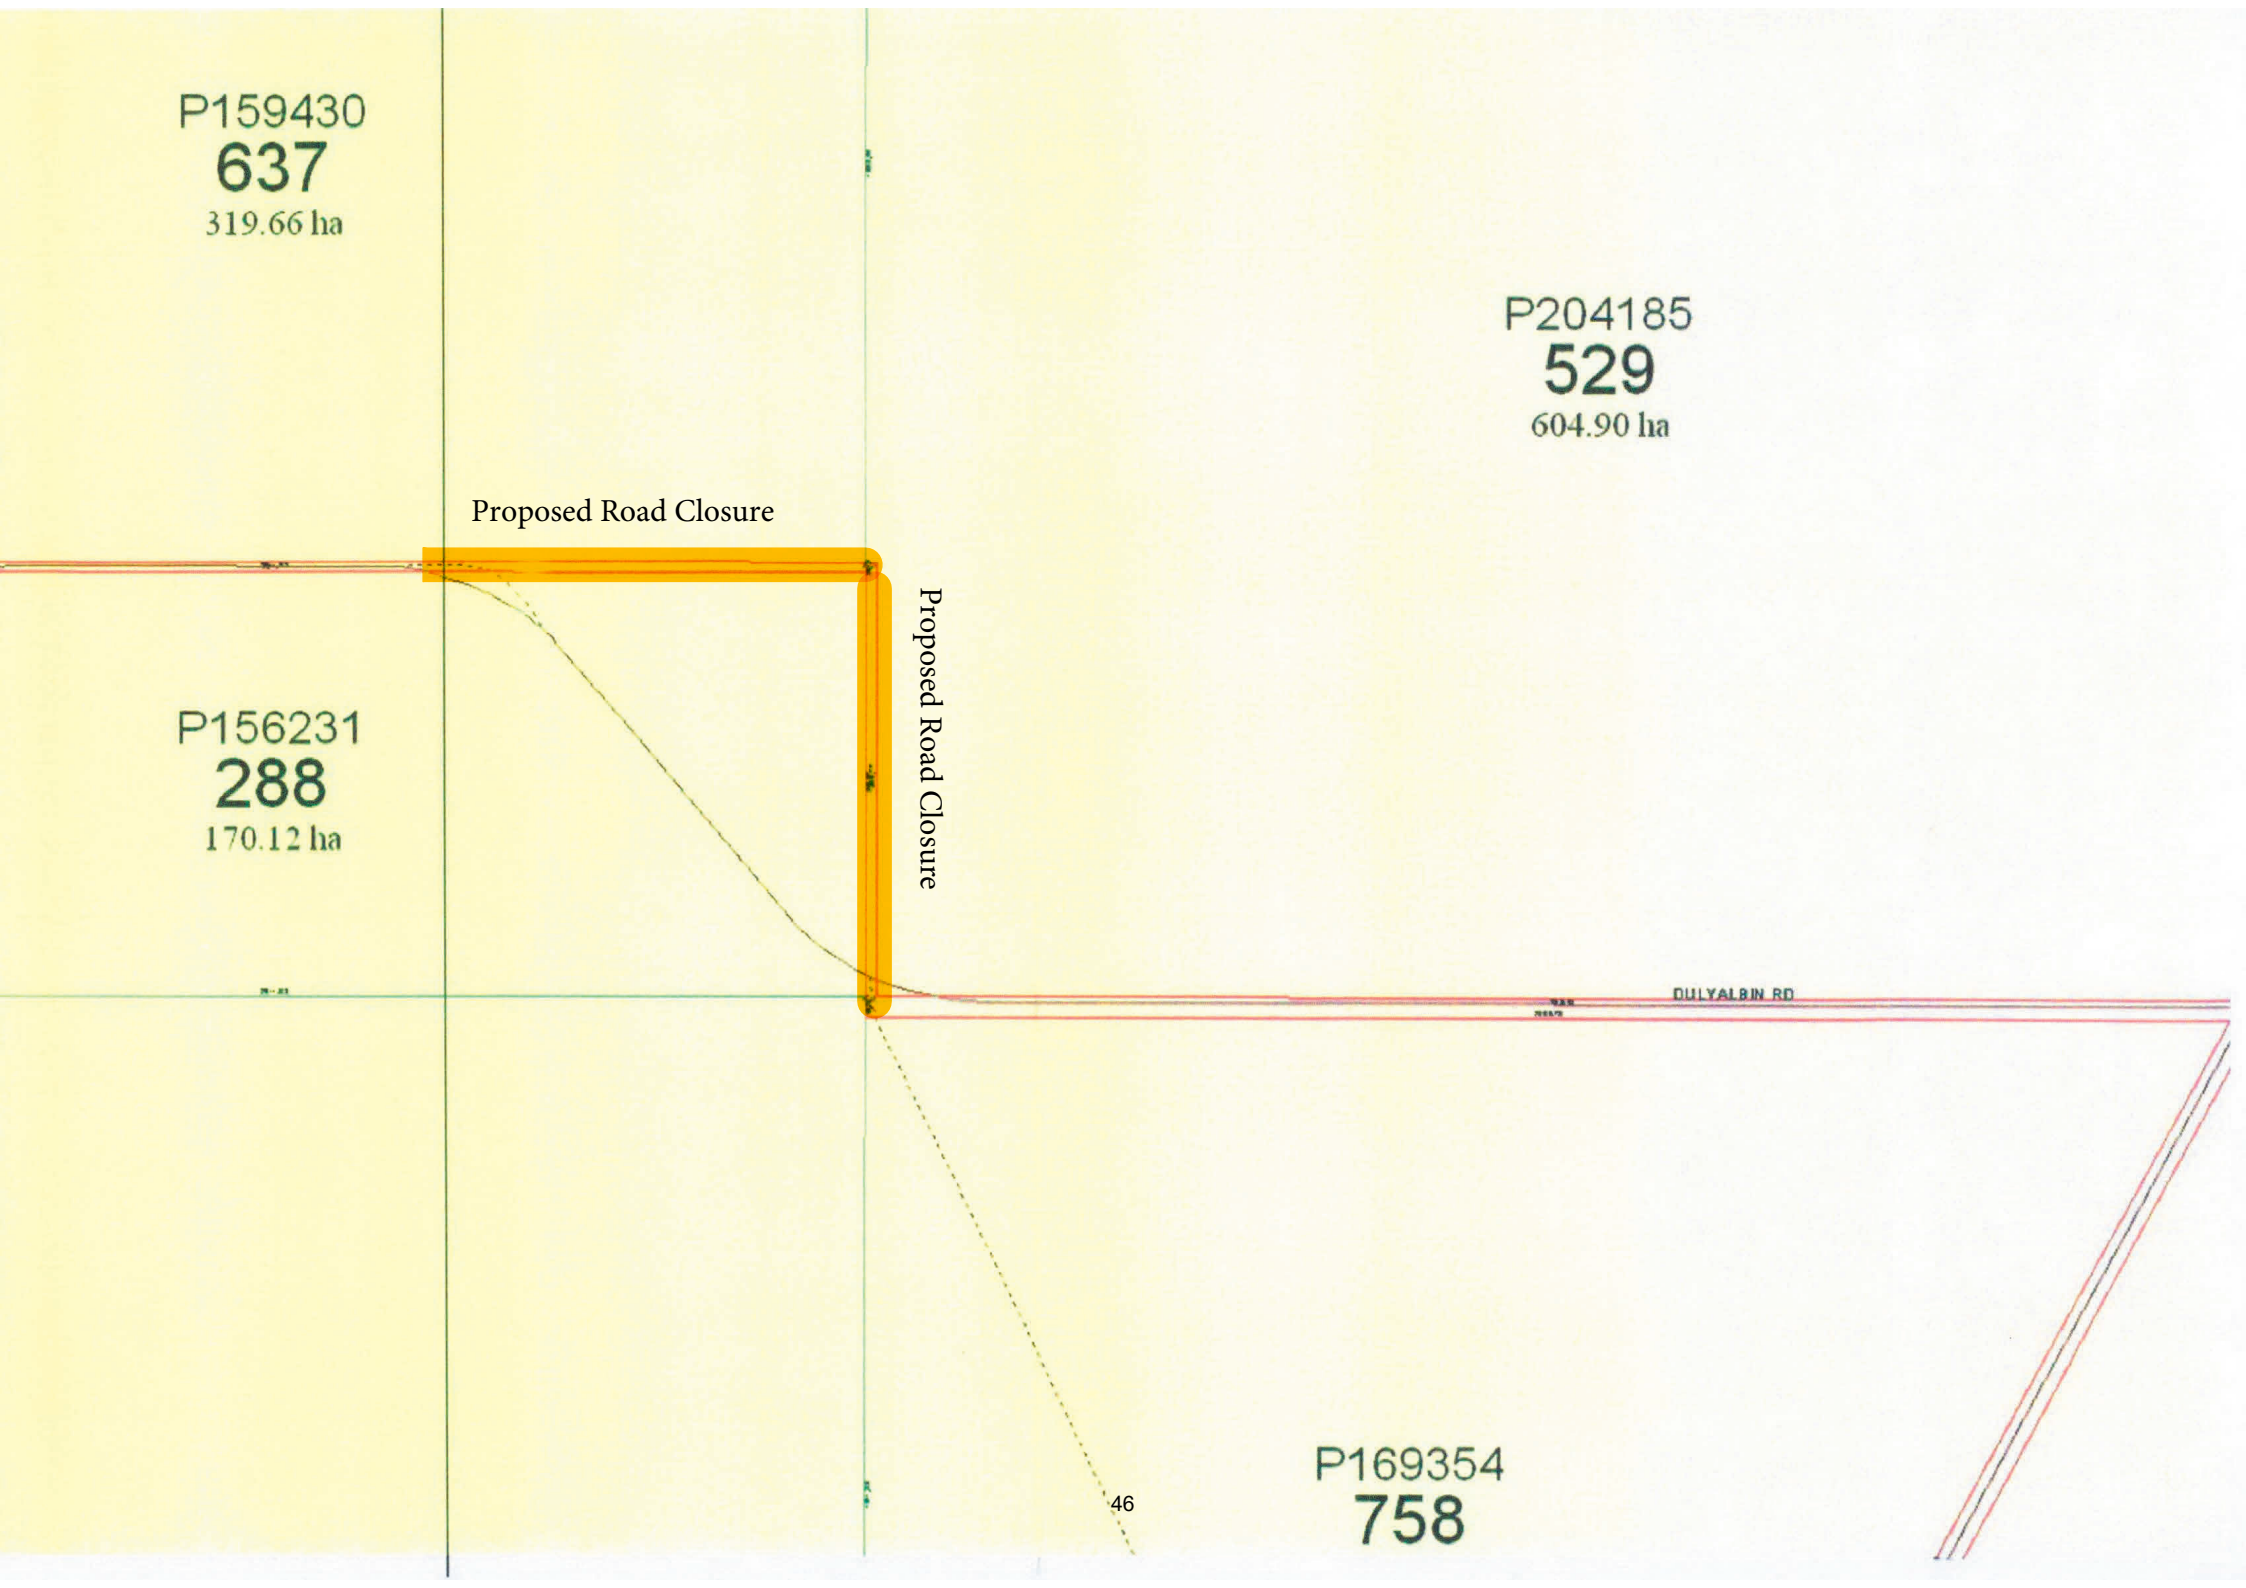 P159430
637
319.66 ha
P204185
529
604.90 ha
Proposed Road Closure
Proposed Road Closure
P156231
288
170.12 ha
DULYALBIN RD
P169354
758
46